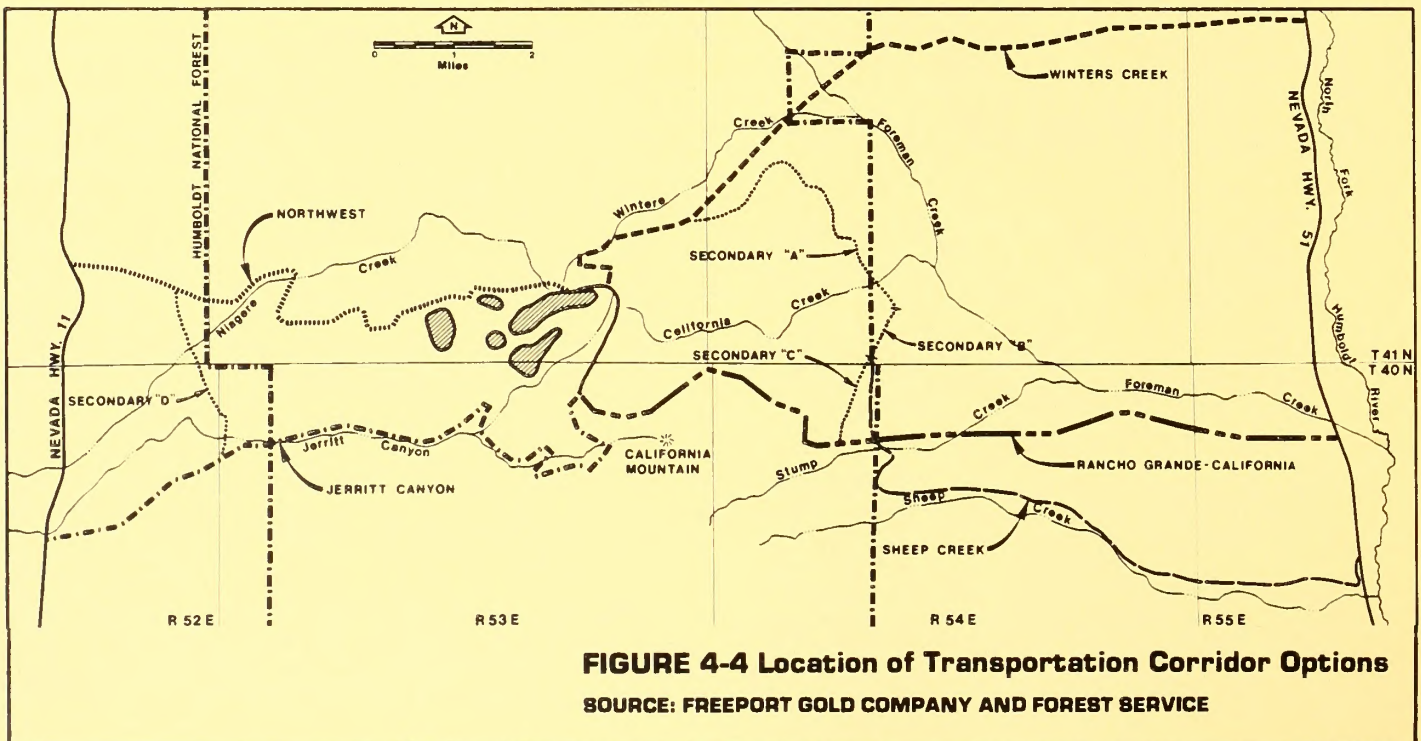 HUMBOLDT NATIONAL FOREST
N
0 1 2
Miles
WINTERS CREEK
North
Fork
Humboldt
River
NEVADA HWY. 51
Creek
Foreman
Creek
Winters
NORTHWEST
SECONDARY "A"
Creek
Niagara
Creek
California
NEVADA HWY. 11
SECONDARY "C"
SECONDARY "B"
T 41 N
T 40 N
SECONDARY "D"
Foreman
Creek
Creek
Jerritt Canyon
CALIFORNIA
MOUNTAIN
Stump
RANCHO GRANDE-CALIFORNIA
JERRITT CANYON
Sheep
Creek
SHEEP CREEK
R 52 E
R 53 E
R 54 E
R 55 E
FIGURE 4-4 Location of Transportation Corridor Options
SOURCE: FREEPORT GOLD COMPANY AND FOREST SERVICE